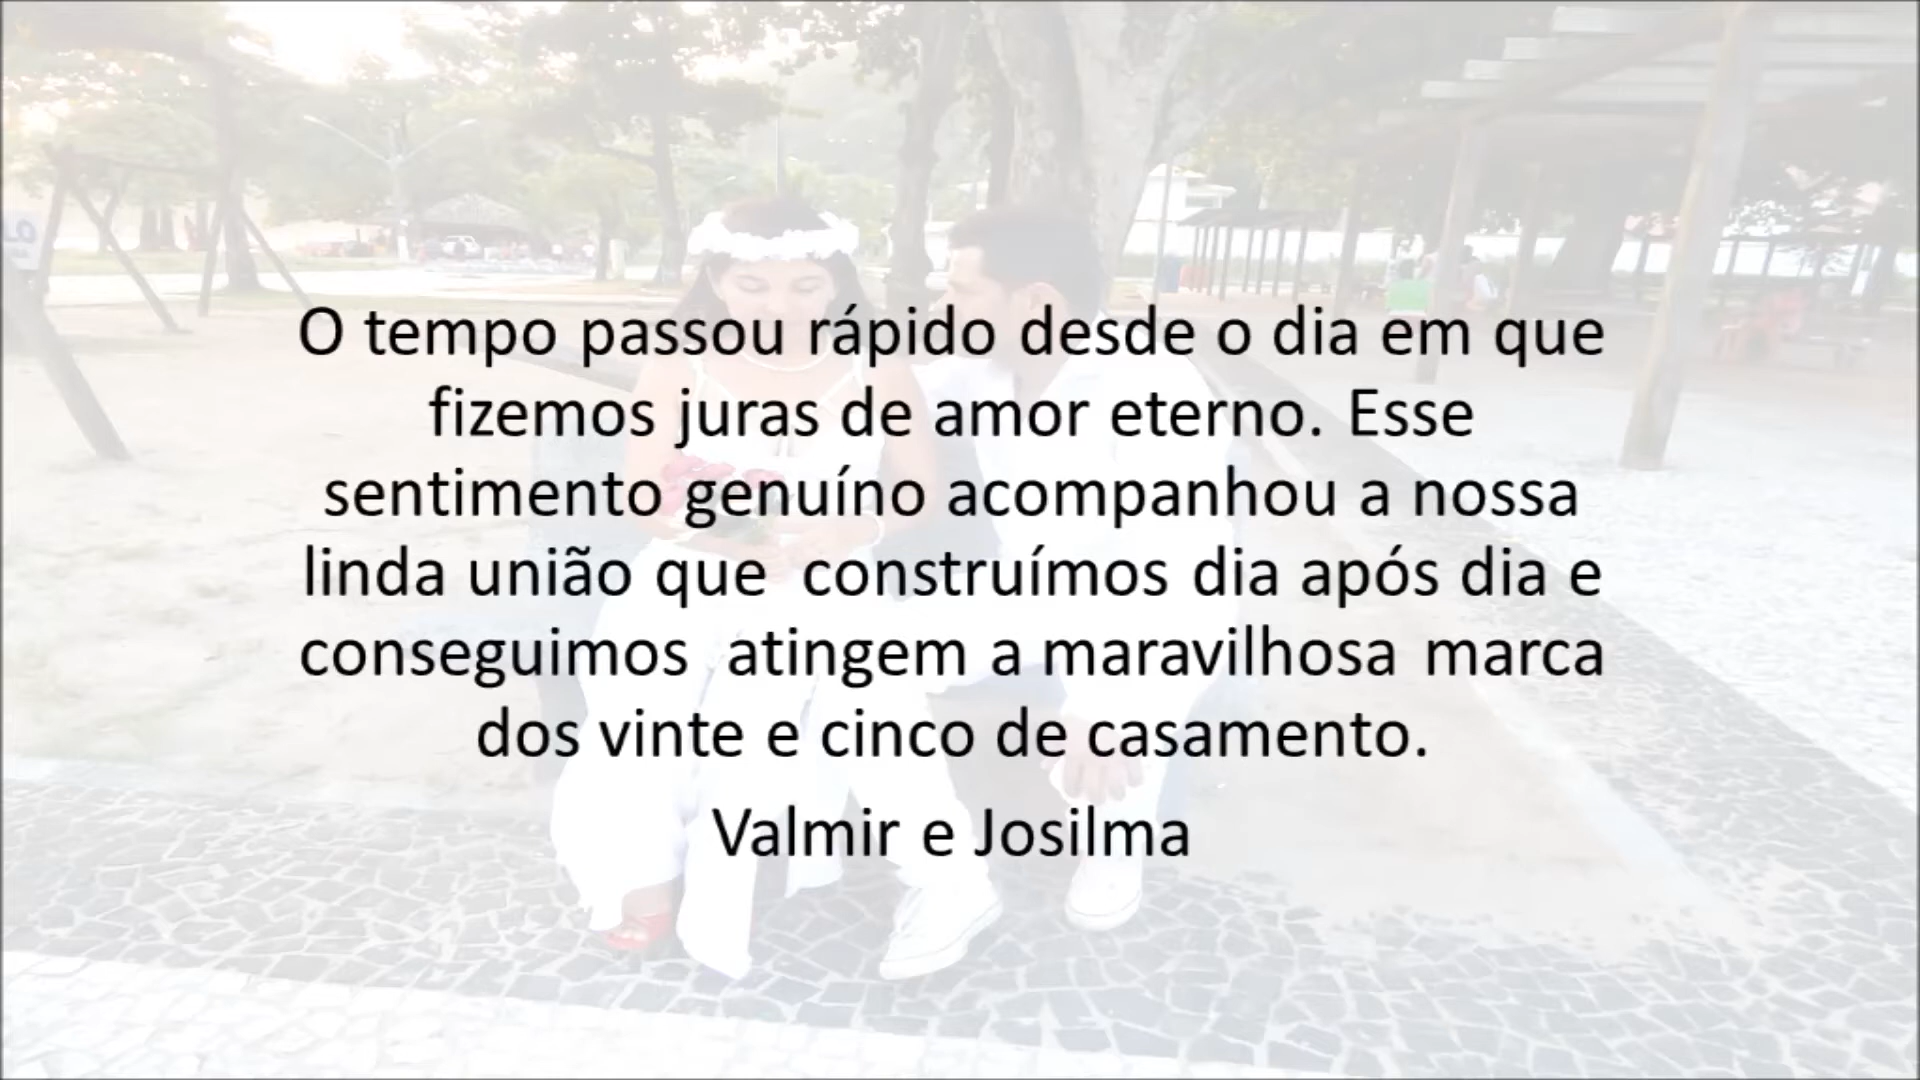 O tempo passou rápido desde o dia em que
fizemos juras de amor eterno. Esse
sentimento genuíno acompanhou a nossa
linda união que construímos dia após dia e
conseguimos atingem a maravilhosa marca
dos vinte e cinco de casamento.
Valmir e Josilma